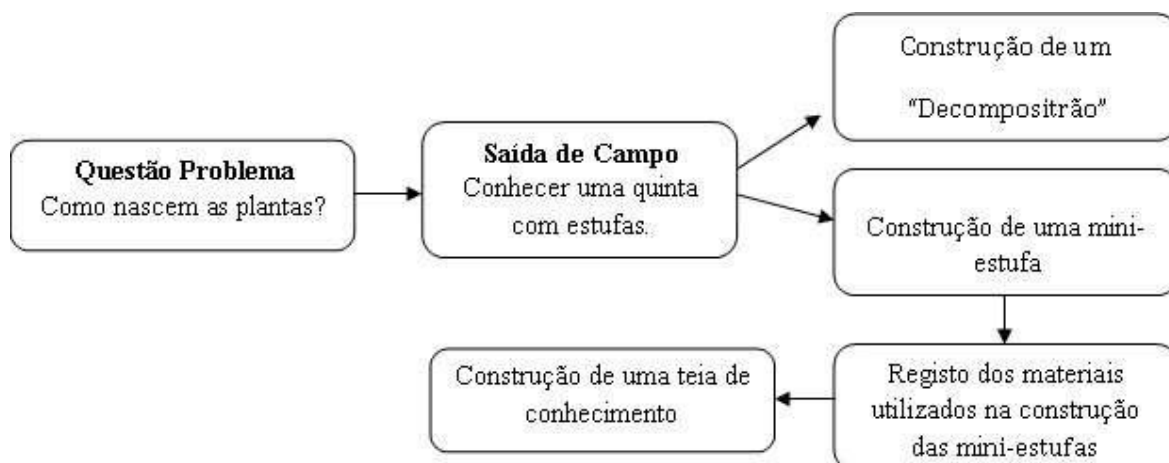 Questão Problema
Como nascem as plantas?
Saída de Campo
Conhecer uma quinta
com estufas.
Construção de um
“Decompositrão”
Construção de uma mini-
estufa
Registo dos materiais
utilizados na construção
das mini-estufas
Construção de uma teia de
conhecimento